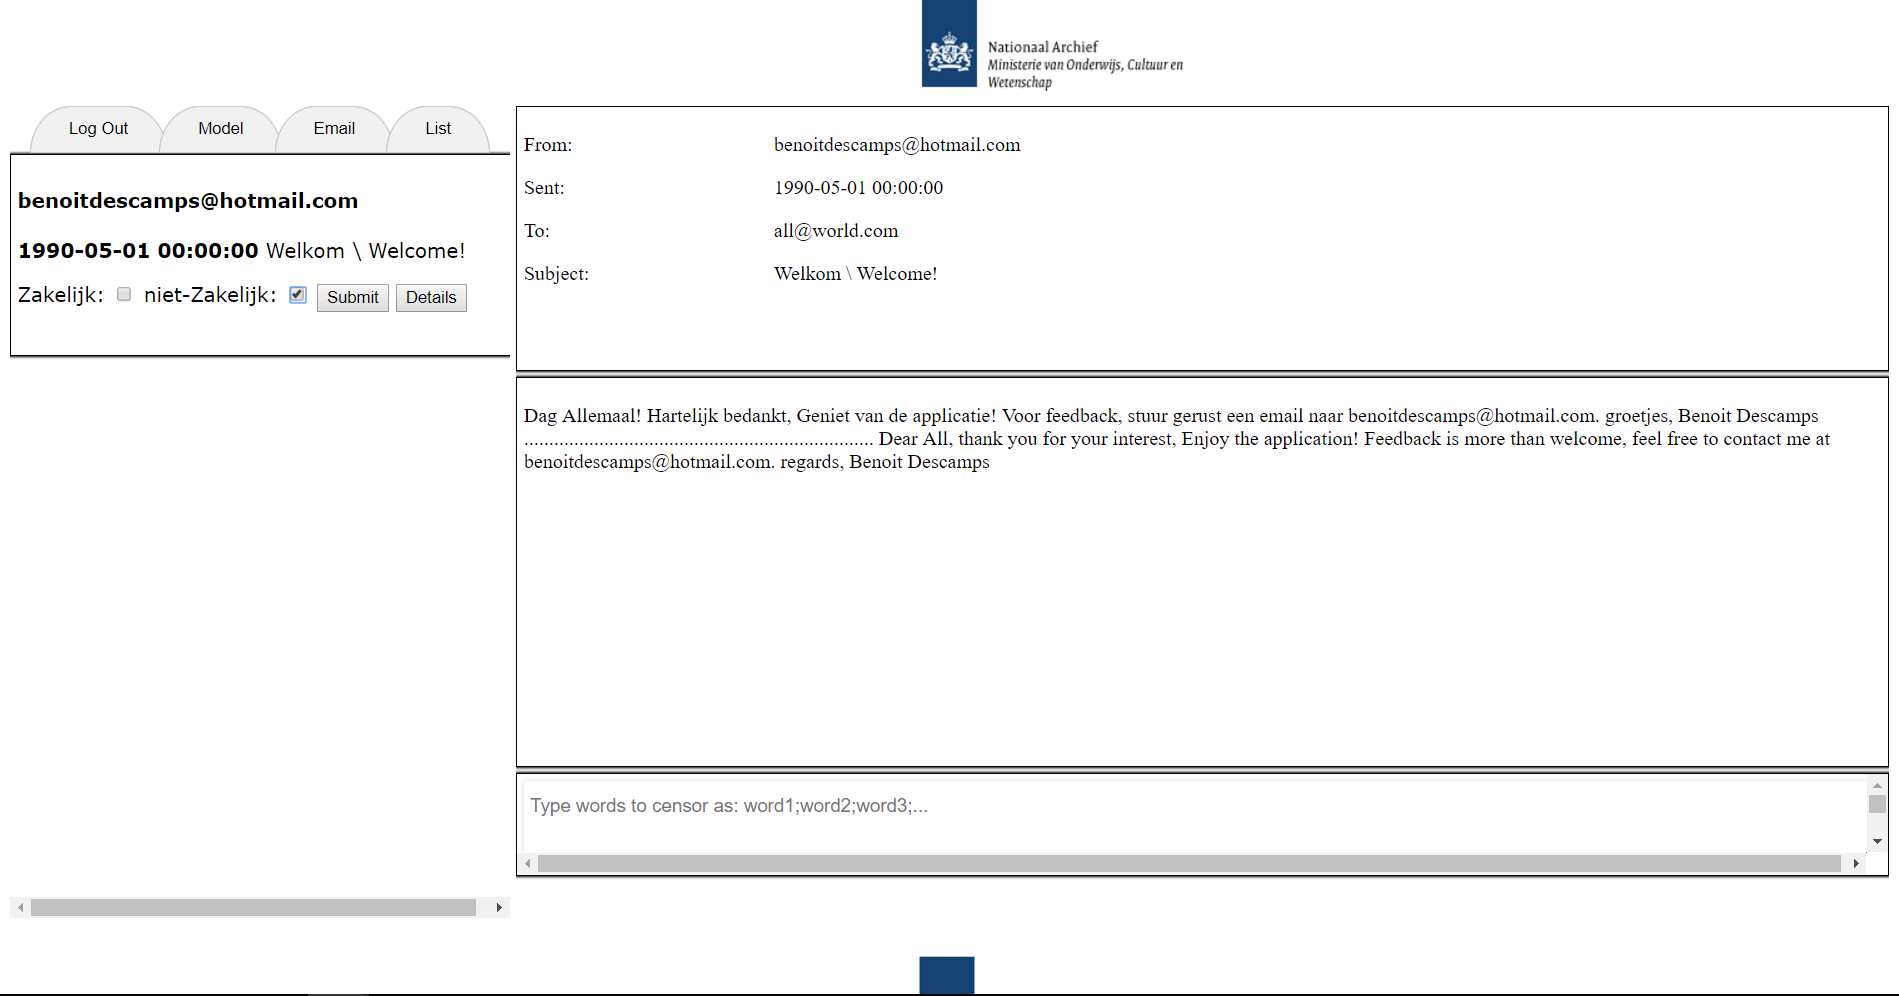 Nationaal Archief
Ministerie van Onderwijs, Cultuur en
Wetenschap
Log Out
Model
Email
List
benoitdescamps@hotmail.com
1990-05-01 00:00:00 Welkom \ Welcome!
Zakelijk: niet-Zakelijk: Submit Details
From: benoitdescamps@hotmail.com
Sent: 1990-05-01 00:00:00
To: all@world.com
Subject: Welkom \ Welcome!
Dag Allemaal! Hartelijk bedankt, Geniet van de applicatie! Voor feedback, stuur gerust een email naar benoitdescamps@hotmail.com. groetjes, Benoit Descamps
...................................................................... Dear All, thank you for your interest, Enjoy the application! Feedback is more than welcome, feel free to contact me at
benoitdescamps@hotmail.com. regards, Benoit Descamps
Type words to censor as: word1;word2;word3;...